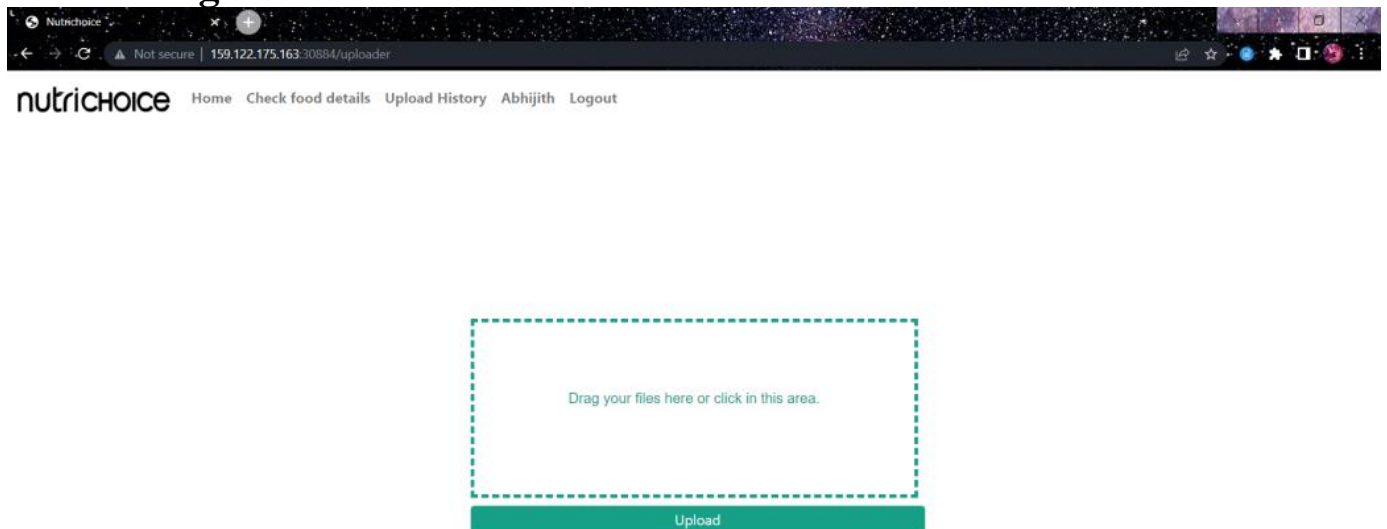 Nutrichoice
Not secure | 159.122.175.163:30884/uploader
nutriCHOICE Home Check food details Upload History Abhijith Logout
Drag your files here or click in this area.
Upload